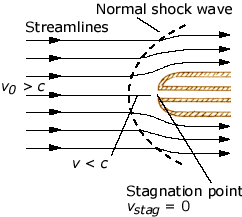 Normal shock wave
Streamlines
v0 > c
v < c
Stagnation point
vstag = 0